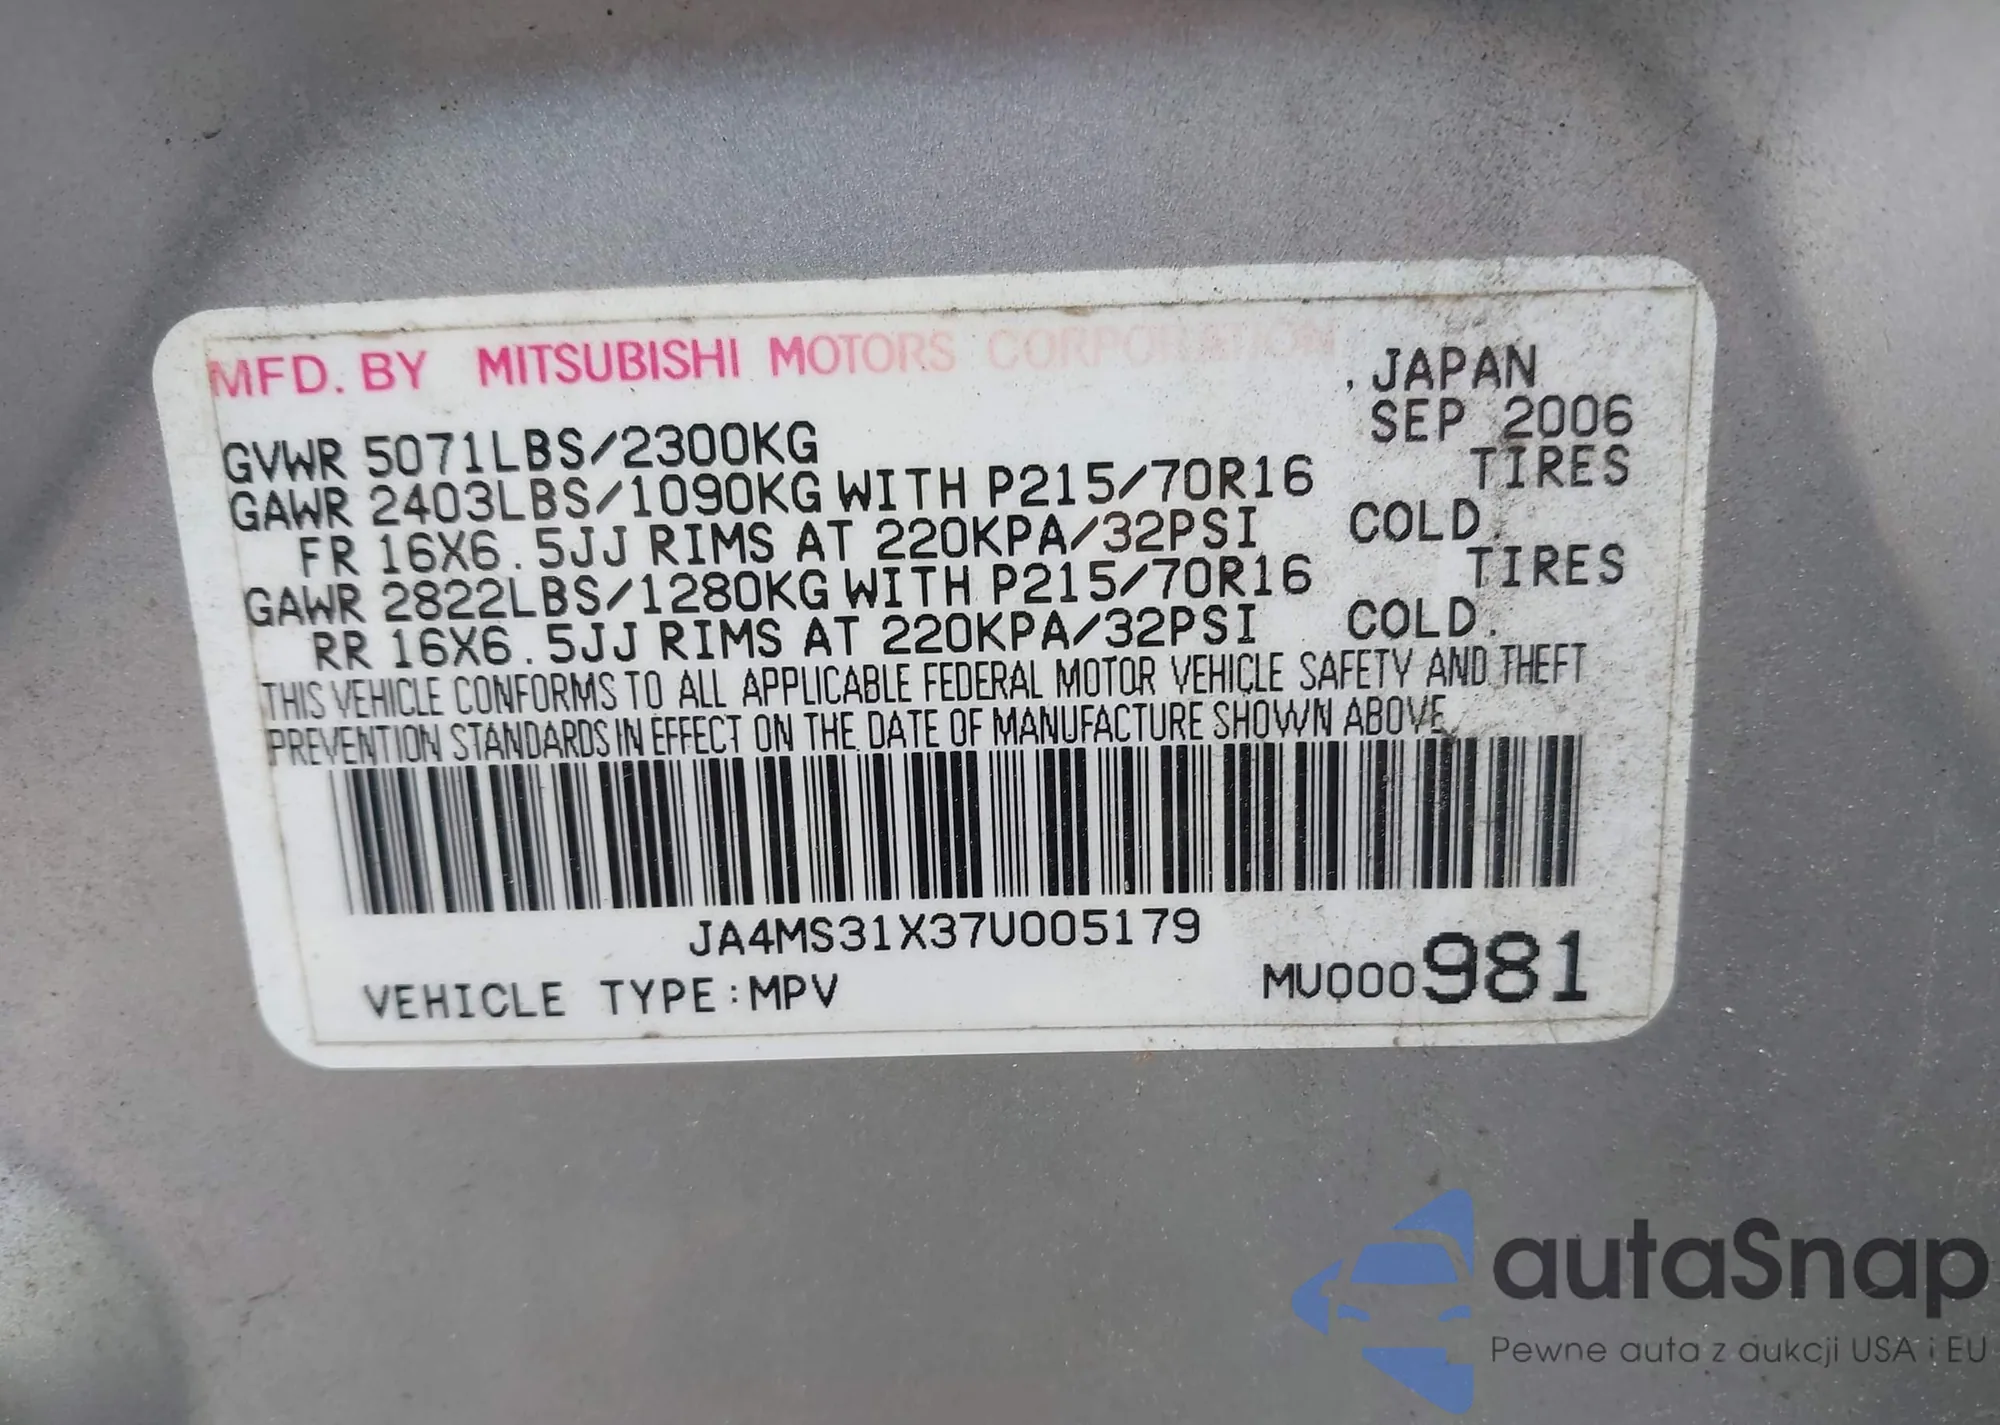 MFD. BY MITSUBISHI MOTORS CORPORATION
, JAPAN
SEP 2006
GVWR 5071LBS/2300KG
GAWR 2403LBS/1090KG WITH P215/70R16 TIRES
FR 16X6.5JJ RIMS AT 220KPA/32PSI COLD.
GAWR 2822LBS/1280KG WITH P215/70R16 TIRES
RR 16X6.5JJ RIMS AT 220KPA/32PSI COLD.
THIS VEHICLE CONFORMS TO ALL APPLICABLE FEDERAL MOTOR VEHICLE SAFETY AND THEFT
PREVENTION STANDARDS IN EFFECT ON THE DATE OF MANUFACTURE SHOWN ABOVE.
JA4MS31X37U005179
VEHICLE TYPE:MPV
MU000981
autaSnap
Pewne auta z aukcji USA i EU